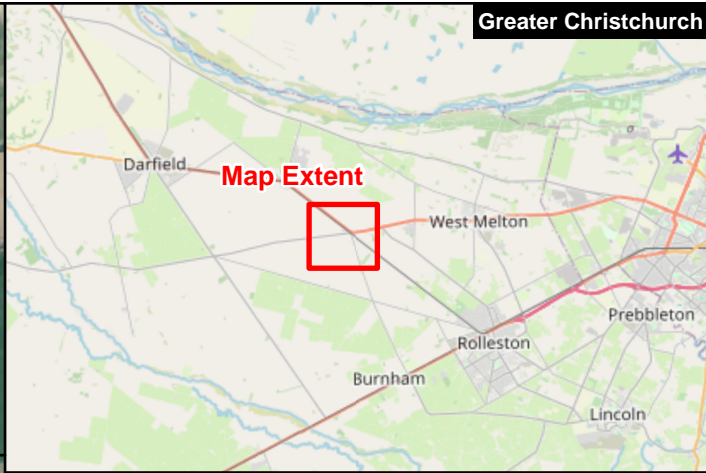 Greater Christchurch
Darfield
Map Extent
West Melton
Prebbleton
Rolleston
Burnham
Lincoln